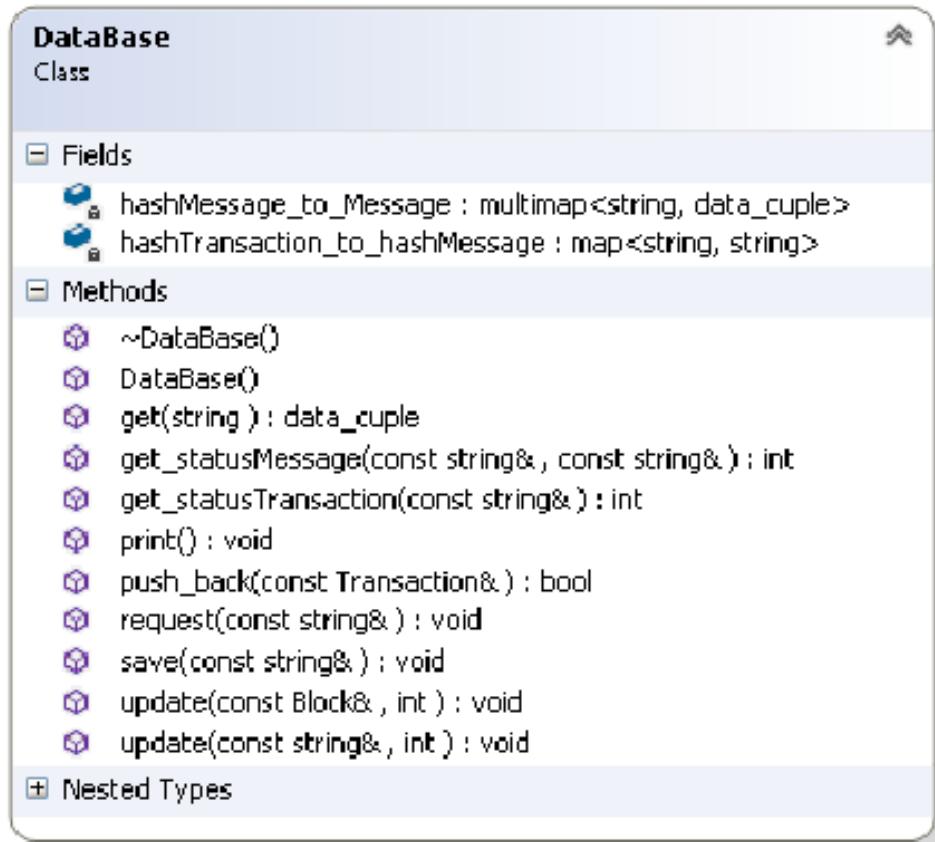 DataBase
Class
Fields
hashMessage_to_Message : multimap<string, data_cuple>
hashTransaction_to_hashMessage : map<string, string>
Methods
~DataBase()
DataBase()
get(string ) : data_cuple
get_statusMessage(const string& , const string& ) : int
get_statusTransaction(const string& ) : int
print() : void
push_back(const Transaction& ) : bool
request(const string& ) : void
save(const string& ) : void
update(const Block& , int ) : void
update(const string& , int ) : void
Nested Types